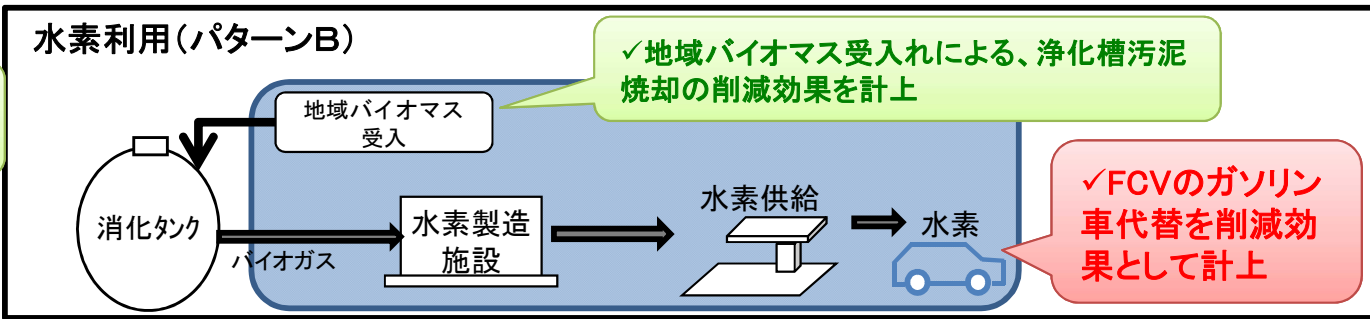 水素利用（パターンB）
✓地域バイオマス受入れによる、浄化槽汚泥
焼却の削減効果を計上
地域バイオマス
受入
消化タンク
バイオガス
水素製造
施設
水素供給
水素
✓FCVのガソリン
車代替を削減効
果として計上